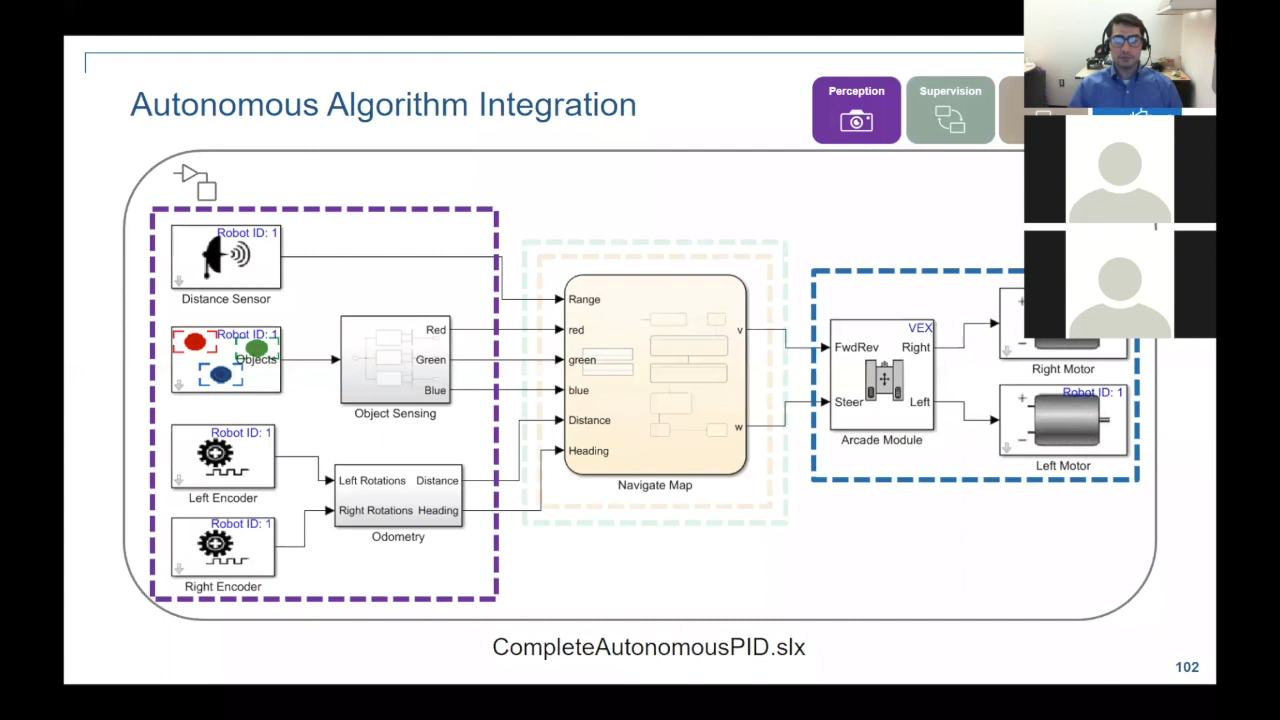 Autonomous Algorithm Integration
Perception
Supervision
Robot ID: 1
Distance Sensor
Robot ID: 1
Objects
Red
Green
Blue
Object Sensing
Robot ID: 1
Left Encoder
Robot ID: 1
Right Encoder
Left Rotations Distance
Right Rotations Heading
Odometry
Range
red
green
blue
Distance
Heading
v
w
Navigate Map
VEX
FwdRev Right
Steer Left
Arcade Module
Right Motor
Robot ID: 1
Left Motor
CompleteAutonomousPID.slx
102